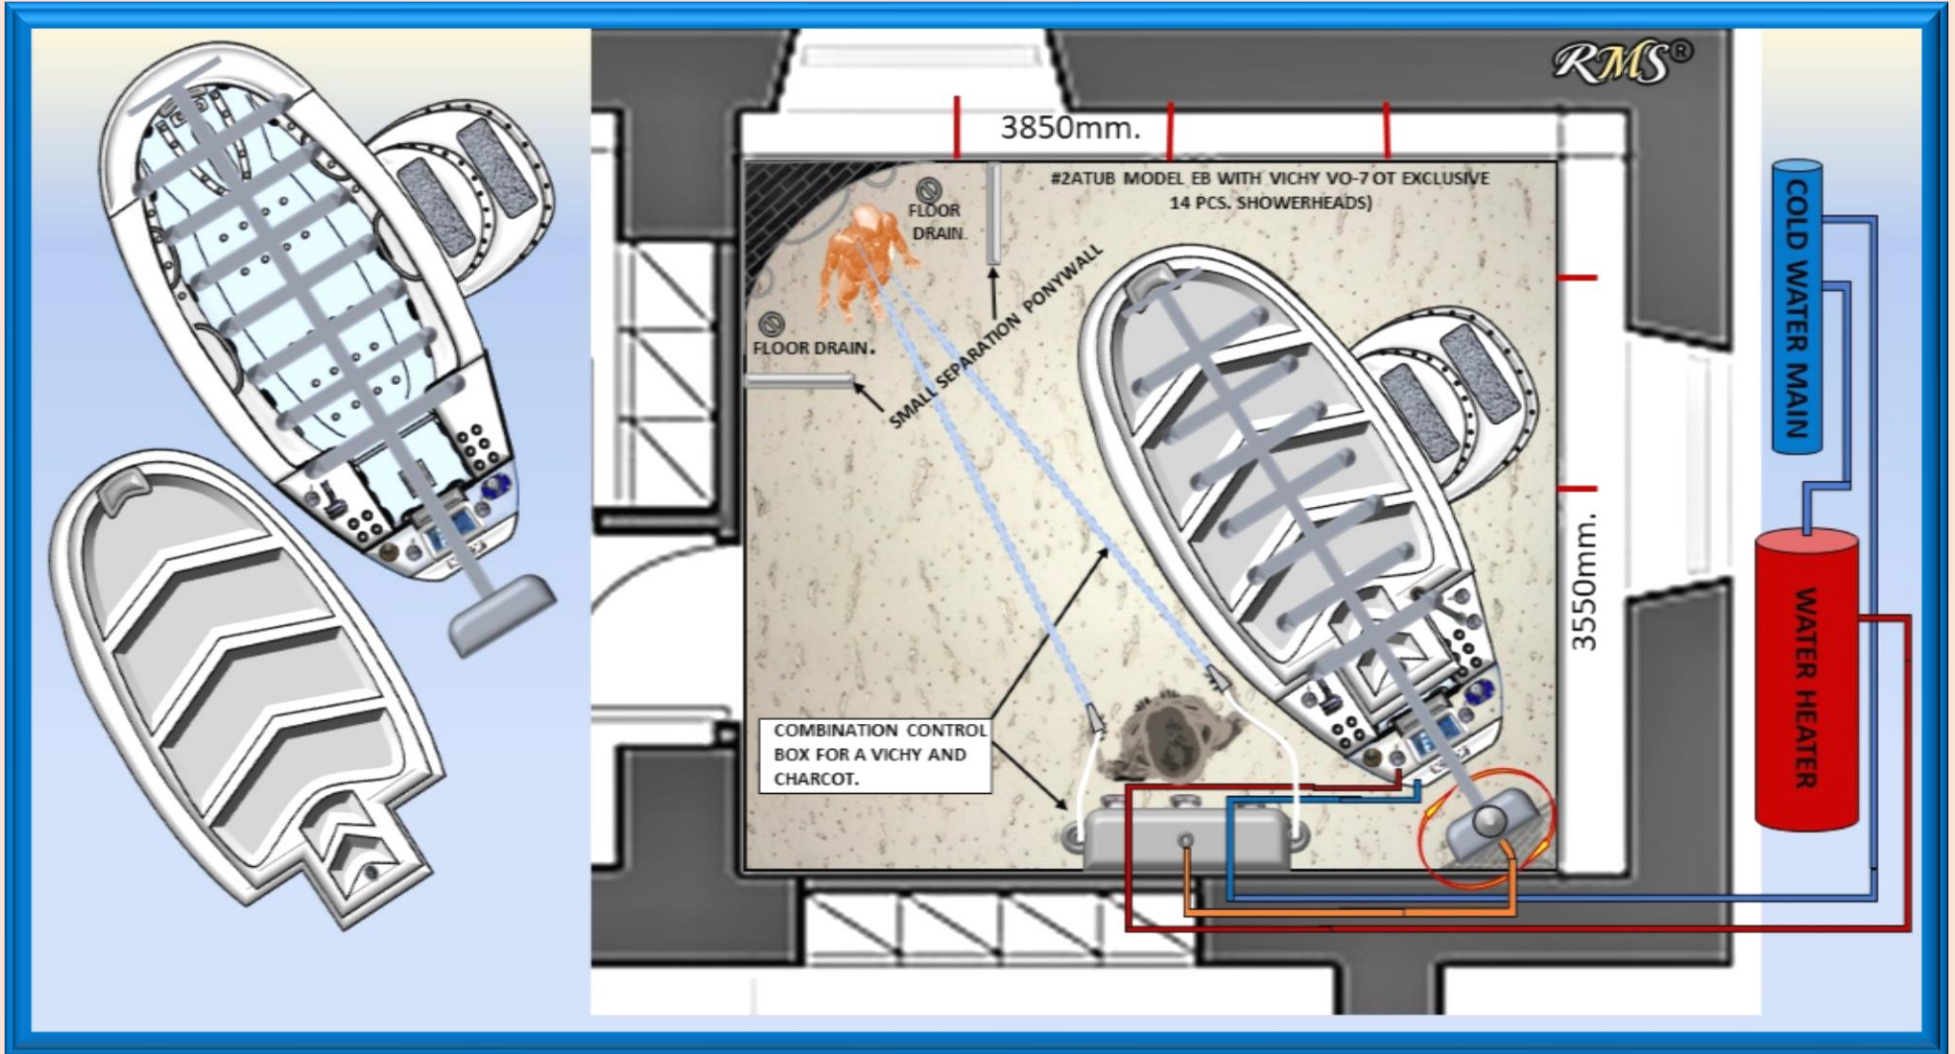 RMS®
3850mm.
#2ATUB MODEL EB WITH VICHY VO-7 OT EXCLUSIVE
14 PCS. SHOWERHEADS)
FLOOR
DRAIN.
FLOOR DRAIN.
SMALL SEPARATION PONYWALL
COMBINATION CONTROL
BOX FOR A VICHY AND
CHARCOT.
3550mm.
COLD WATER MAIN
WATER HEATER